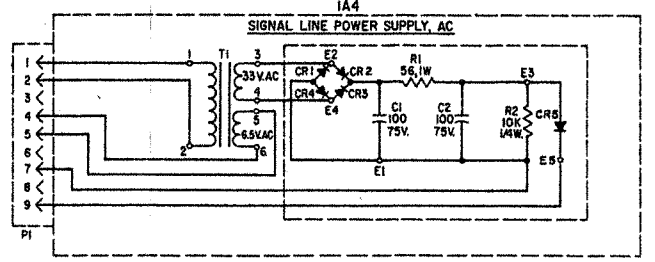 1A4
SIGNAL LINE POWER SUPPLY, AC
1
2
3
4
5
6
7
8
9
P1
1
2
T1
3
33 V.AC
4
5
6.5V.AC
6
E2
CR1
CR2
CR4
CR3
E4
R1
56,1W
C1
100
75V.
C2
100
75V.
E1
E3
R2
10K
1/4W.
CR5
E5